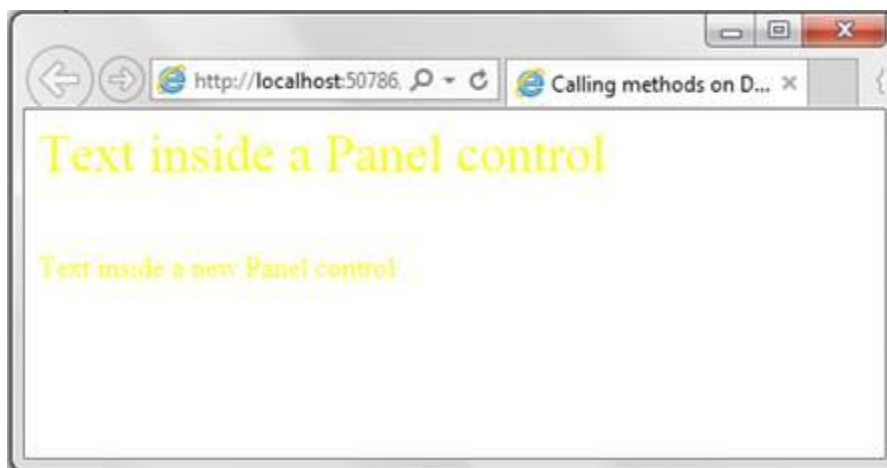 http://localhost:50786, Calling methods on D...
Text inside a Panel control
Text inside a new Panel control